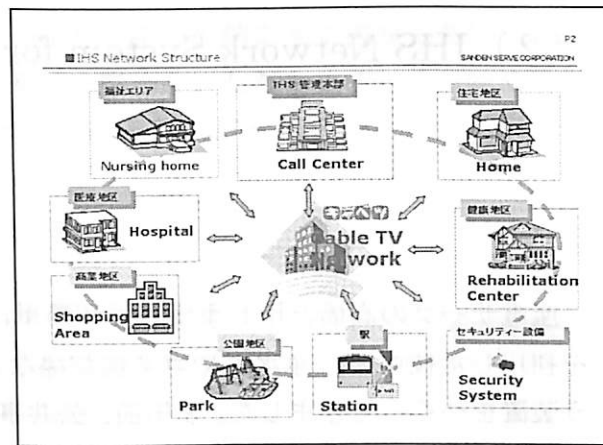 P2
■IHS Network Structure
SANDEN SERVE CORPORATION
福祉エリア
Nursing home
IHS 管理本部
Call Center
住宅地区
Home
医療地区
Hospital
Cable TV
Network
健康地区
Rehabilitation
Center
商業地区
Shopping
Area
公園地区
Park
駅
Station
セキュリティー設備
Security
System